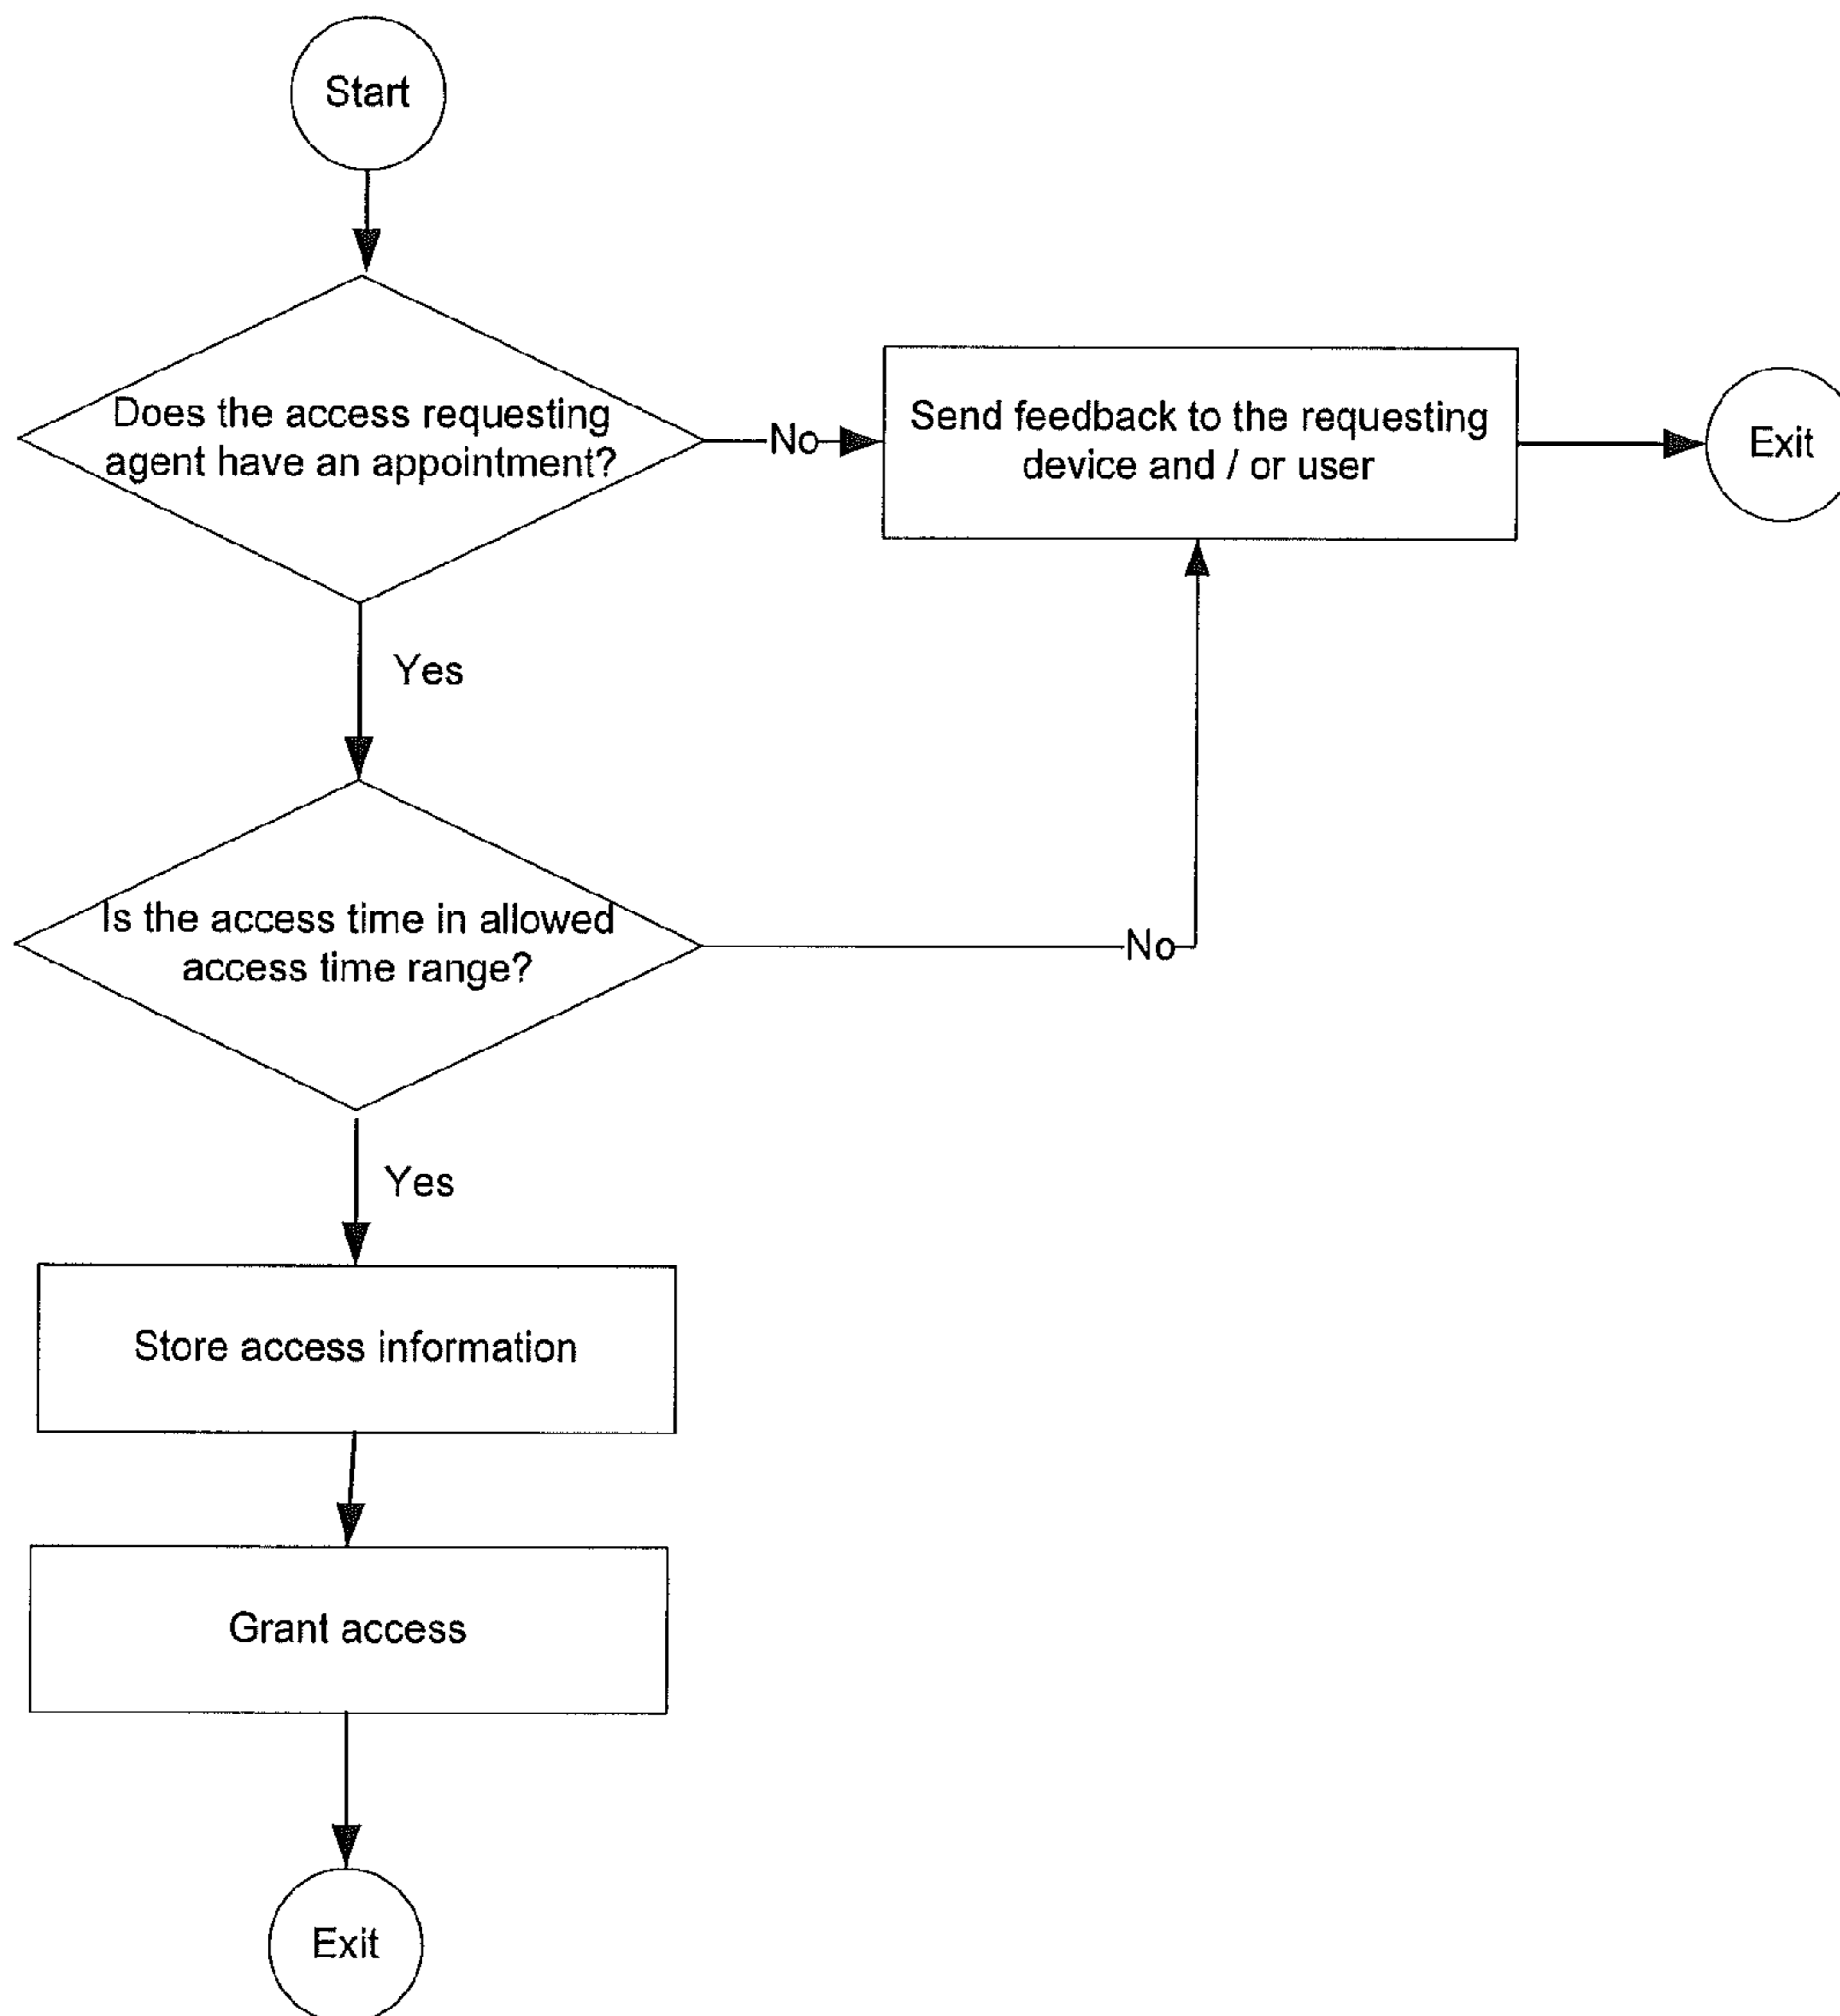 Start
Does the access requesting
agent have an appointment?
No
Send feedback to the requesting
device and / or user
Exit
Yes
Is the access time in allowed
access time range?
No
Yes
Store access information
Grant access
Exit